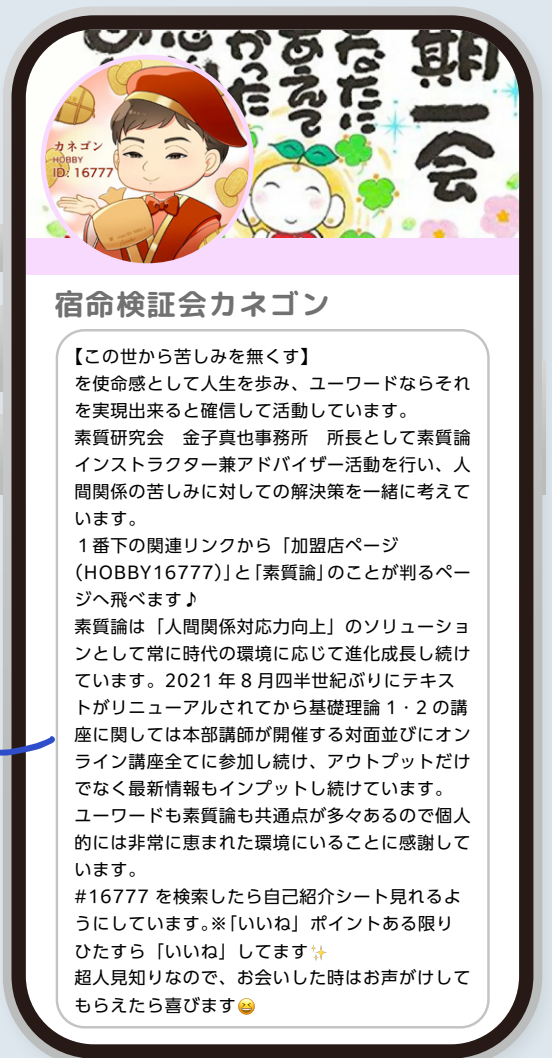 あなたに
あえて
かった
期一会
カネゴン
HOBBY
ID: 16777
宿命検証会カネゴン
【この世から苦しみを無くす】
を使命感として人生を歩み、ユーワードならそれ
を実現出来ると確信して活動しています。
素質研究会 金子真也事務所 所長として素質論
インストラクター兼アドバイザー活動を行い、人
間関係の苦しみに対しての解決策を一緒に考えて
います。
1番下の関連リンクから「加盟店ページ
(HOBBY16777)」と「素質論」のことが判るペー
ジへ飛べます♪
素質論は「人間関係対応力向上」のソリューショ
ンとして常に時代の環境に応じて進化成長し続け
ています。2021年8月四半世紀ぶりにテキス
トがリニューアルされてから基礎理論1・2の講
座に関しては本部講師が開催する対面並びにオン
ライン講座全てに参加し続け、アウトプットだけ
でなく最新情報もインプットし続けています。
ユーワードも素質論も共通点が多々あるので個人
的には非常に恵まれた環境にいることに感謝して
います。
#16777 を検索したら自己紹介シート見れるよ
うにしています。※「いいね」ポイントある限り
ひたすら「いいね」してます✨
超人見知りなので、お会いした時はお声がけして
もらえたら喜びます😆